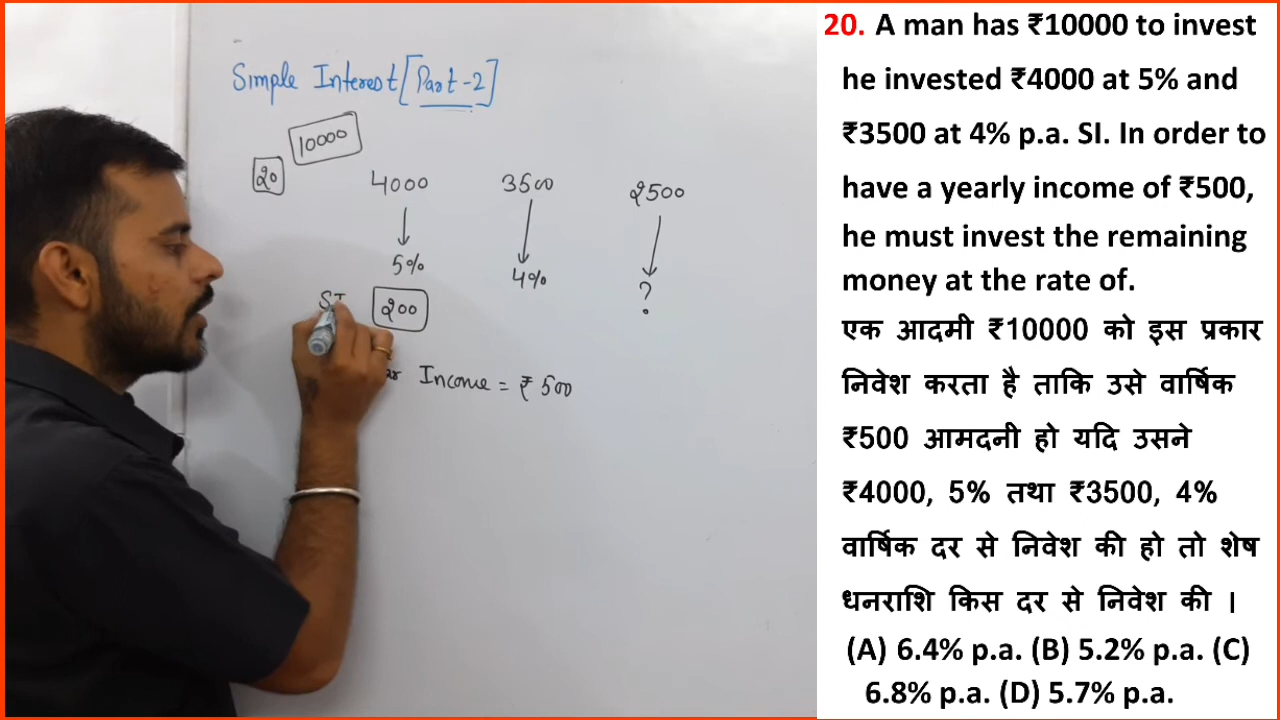 Simple Interest [Part-2]
10000
20
4000 3500 2500
5% 4% ?
SI 200
Income = ₹ 500
20. A man has ₹10000 to invest
he invested ₹4000 at 5% and
₹3500 at 4% p.a. SI. In order to
have a yearly income of ₹500,
he must invest the remaining
money at the rate of.
एक आदमी ₹10000 को इस प्रकार
निवेश करता है ताकि उसे वार्षिक
₹500 आमदनी हो यदि उसने
₹4000, 5% तथा ₹3500, 4%
वार्षिक दर से निवेश की हो तो शेष
धनराशि किस दर से निवेश की ।
(A) 6.4% p.a. (B) 5.2% p.a. (C)
6.8% p.a. (D) 5.7% p.a.